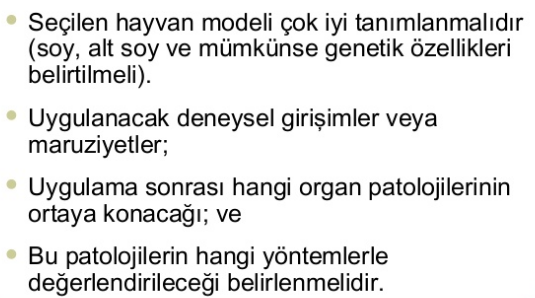 • Seçilen hayvan modeli çok iyi tanımlanmalıdır
(soy, alt soy ve mümkünse genetik özellikleri
belirtilmeli).
• Uygulanacak deneysel girişimler veya
maruziyetler;
• Uygulama sonrası hangi organ patolojilerinin
ortaya konacağı; ve
• Bu patolojilerin hangi yöntemlerle
değerlendirileceği belirlenmelidir.